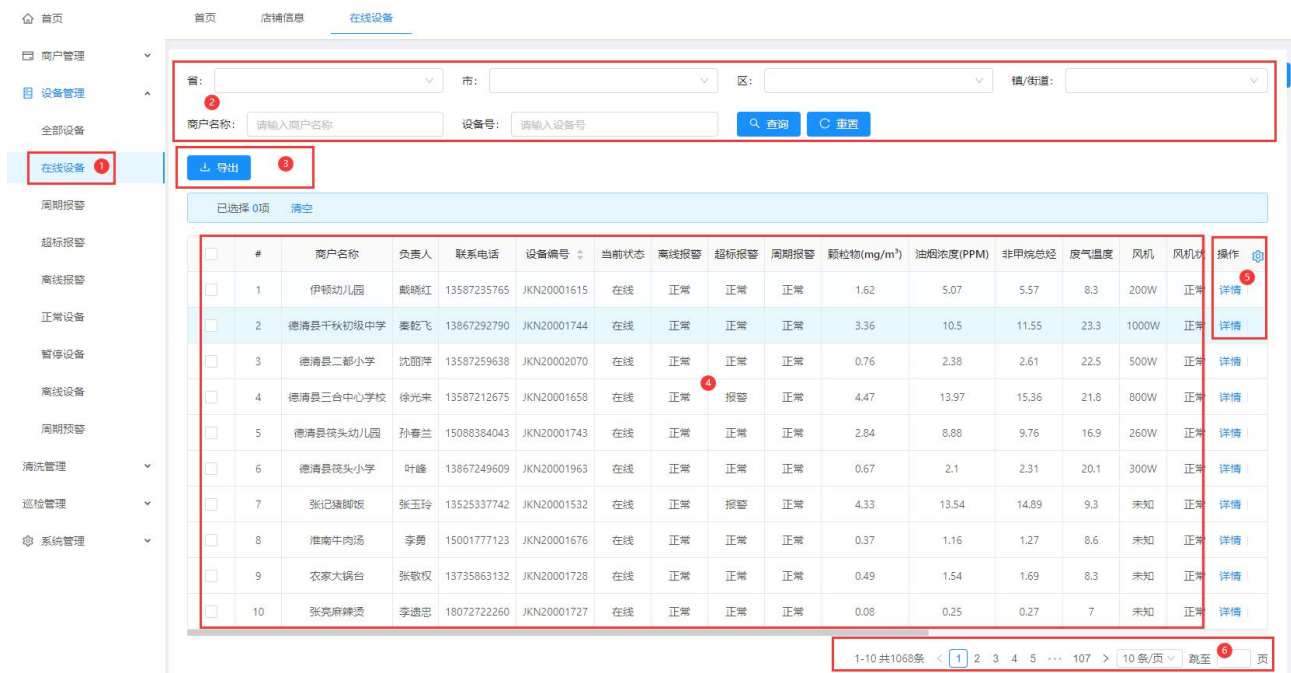 首页 首页 店铺信息 在线设备
商户管理
省: 市: 区: 镇/街道:
设备管理
2
商户名称: 请输入商户名称 设备号: 请输入设备号 查询 重置
全部设备
在线设备 1 导出 3
周期报警 已选择 0项 清空
超标报警
# 商户名称 负责人 联系电话 设备编号 当前状态 离线报警 超标报警 周期报警 颗粒物(mg/m³) 油烟浓度(PPM) 非甲烷总烃 废气温度 风机 风机状 操作
离线报警 5
1 伊顿幼儿园 戴晓红 13587235765 JKN20001615 在线 正常 正常 正常 1.62 5.07 5.57 8.3 200W 正常 详情
正常设备
2 德清县千秋初级中学 秦乾飞 13867292790 JKN20001744 在线 正常 正常 正常 3.36 10.5 11.55 23.3 1000W 正常 详情
暂停设备
3 德清县二都小学 沈丽萍 13587259638 JKN20002070 在线 正常 正常 正常 0.76 2.38 2.61 22.5 500W 正常 详情
离线设备 4
4 德清县三合中心学校 徐光来 13587212675 JKN20001658 在线 正常 报警 正常 4.47 13.97 15.36 21.8 800W 正常 详情
周期预警
5 德清县筏头幼儿园 孙春兰 15088384043 JKN20001743 在线 正常 正常 正常 2.84 8.88 9.76 16.9 260W 正常 详情
清洗管理
6 德清县筏头小学 叶峰 13867249609 JKN20001963 在线 正常 正常 正常 0.67 2.1 2.31 20.1 300W 正常 详情
巡检管理
7 张记猪脚饭 张玉玲 13525337742 JKN20001532 在线 正常 报警 正常 4.33 13.54 14.89 9.3 未知 正常 详情
系统管理
8 淮南牛肉汤 李勇 15001777123 JKN20001676 在线 正常 正常 正常 0.37 1.16 1.27 8.6 未知 正常 详情
9 农家大锅台 张敬权 13735863132 JKN20001728 在线 正常 正常 正常 0.49 1.54 1.69 8.3 未知 正常 详情
10 张亮麻辣烫 李遗忠 18072722260 JKN20001727 在线 正常 正常 正常 0.08 0.25 0.27 7 未知 正常 详情
1-10 共1068条 < 1 2 3 4 5 ··· 107 > 10 条/页 跳至 6 页